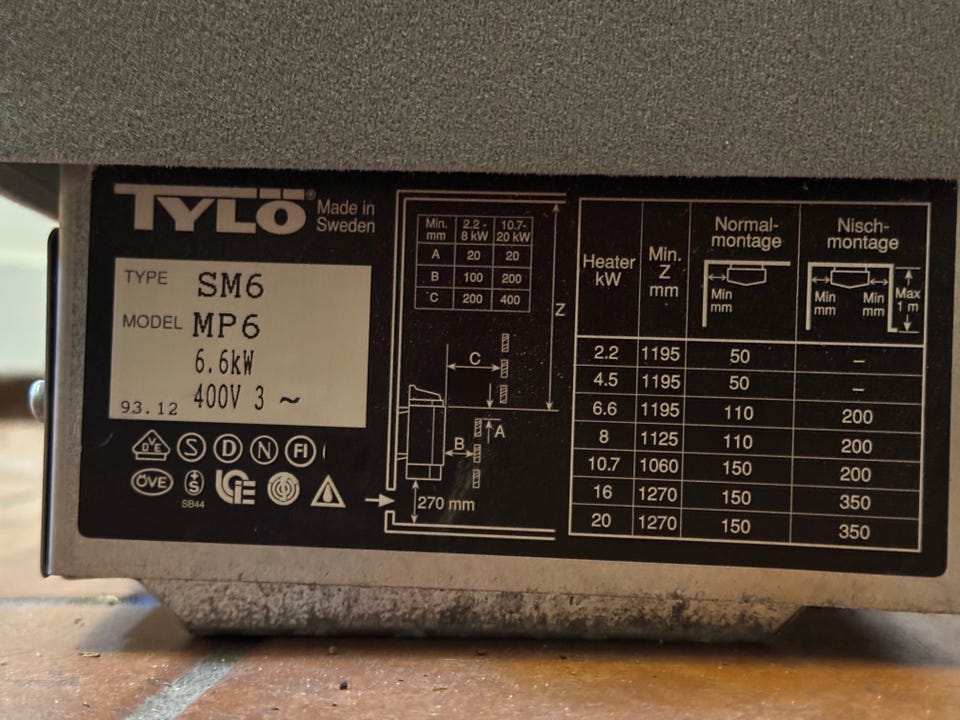 TYLÖ® Made in
Sweden
TYPE SM6
MODEL MP6
6.6kW
93.12 400V 3 ~
VDE S D N FI
ÖVE S
SB44
Min. mm 2.2 - 8 kW 10.7- 20 kW
A 20 20
B 100 200
C 200 400
Z
C
A
B
270 mm
Heater kW Min. Z mm Normal- montage Nisch- montage
Min mm Min mm Min mm Max 1 m
2.2 1195 50 –
4.5 1195 50 –
6.6 1195 110 200
8 1125 110 200
10.7 1060 150 200
16 1270 150 350
20 1270 150 350